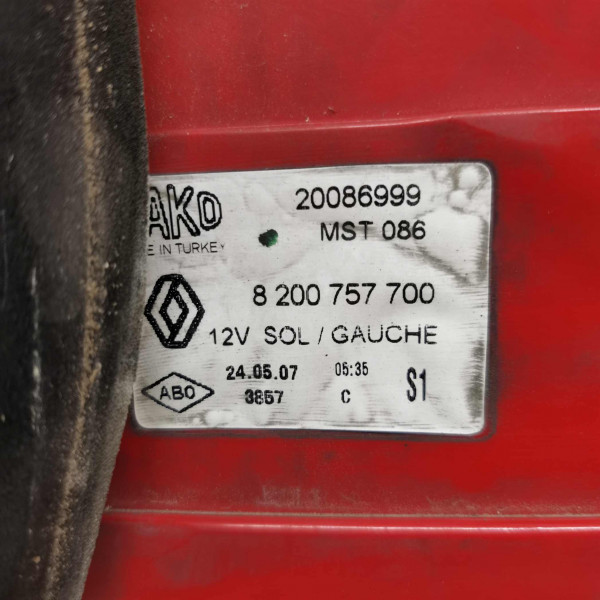 AKO 20086999
E IN TURKEY MST 086
8 200 757 700
12V SOL / GAUCHE
24.05.07 05:35 S1
ABO 3857 C